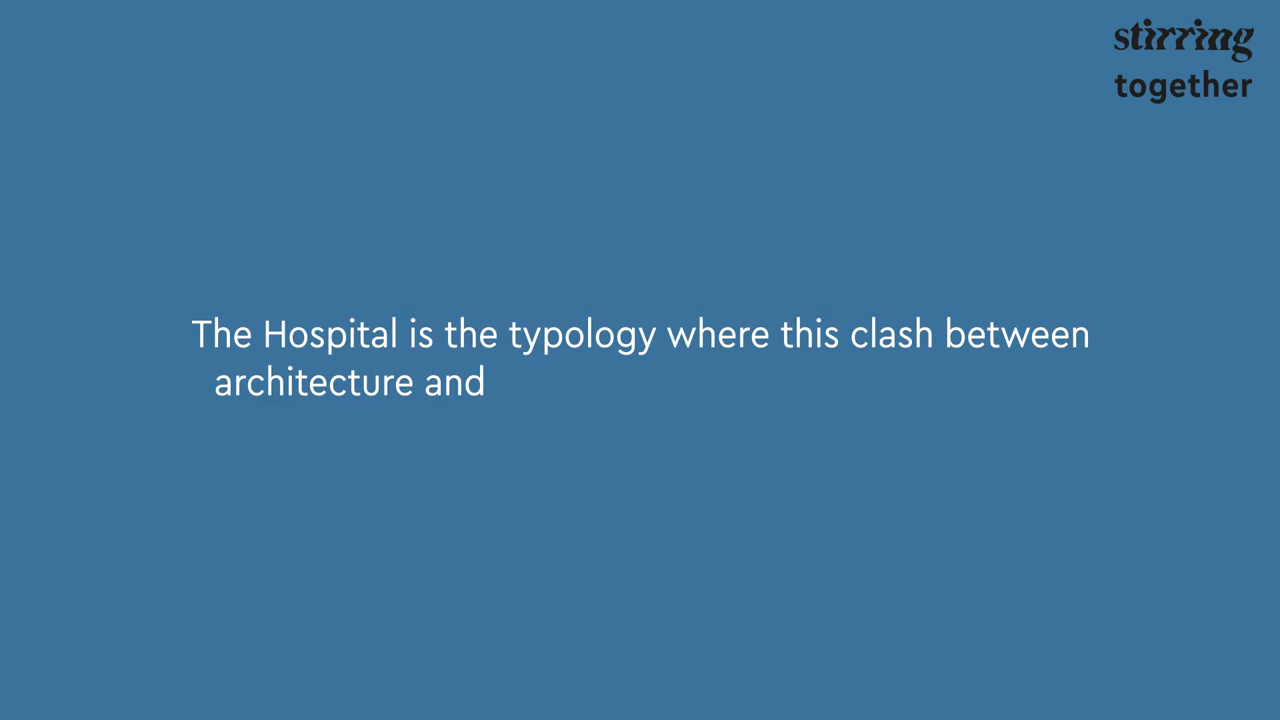 stirring
together
The Hospital is the typology where this clash between
architecture and